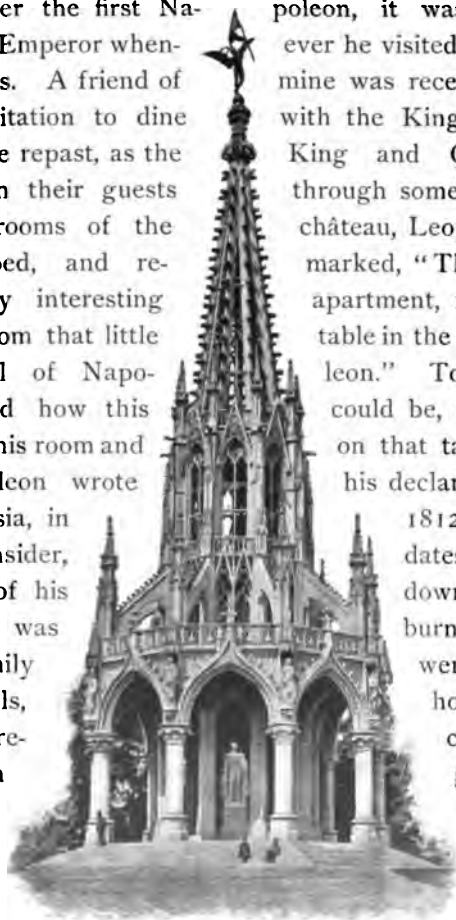 er the first Na- poleon, it wa
Emperor when- ever he visited
s. A friend of mine was rece
itation to dine with the King
e repast, as the King and
n their guests through some
rooms of the château, Leo
ped, and re- marked, "T
y interesting apartment,
om that little table in the
l of Napo- leon." To
d how this could be,
his room and on that ta
leon wrote his declar
sia, in 1812
nsider, dates
of his down
was burn
nily wer
ls, ho
re- c
a